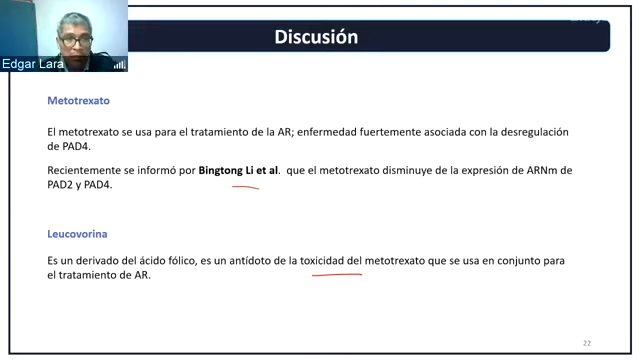 Discusión
Edgar Lara
Metotrexato
El metotrexato se usa para el tratamiento de la AR; enfermedad fuertemente asociada con la desregulación
de PAD4.
Recientemente se informó por Bingtong Li et al. que el metotrexato disminuye de la expresión de ARNm de
PAD2 y PAD4.
Leucovorina
Es un derivado del ácido fólico, es un antídoto de la toxicidad del metotrexato que se usa en conjunto para
el tratamiento de AR.
22